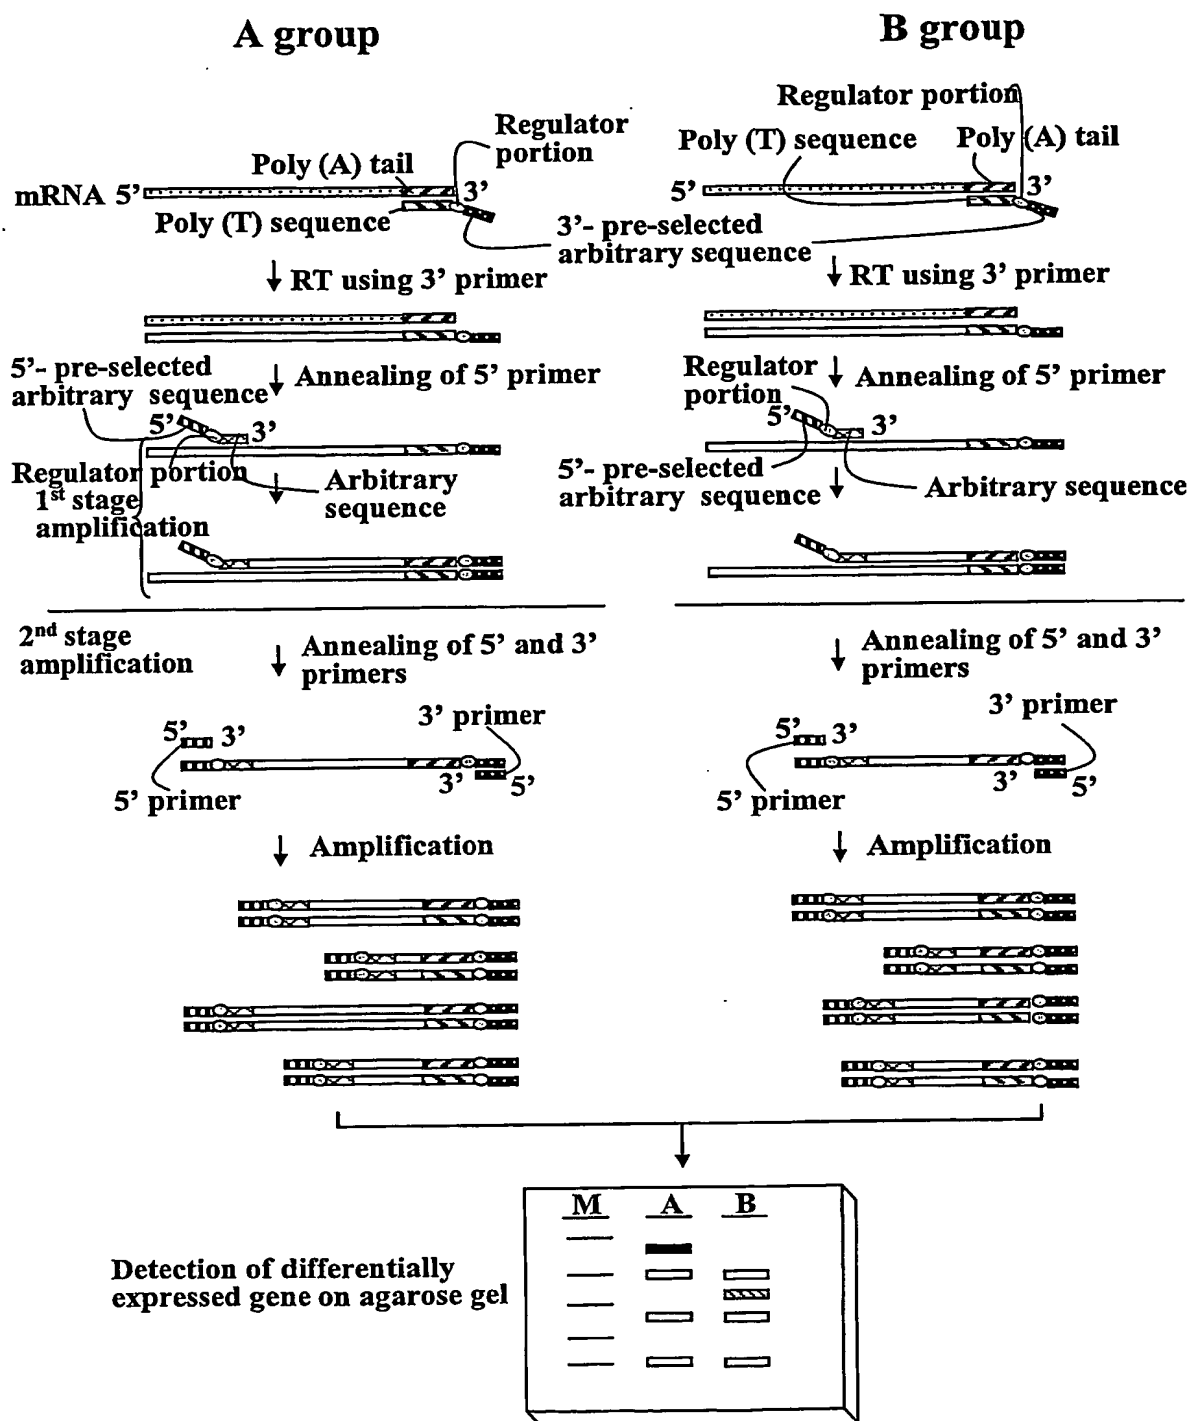 A group
B group
Regulator portion
Regulator
portion
Poly (A) tail
Poly (T) sequence
Poly (A) tail
mRNA 5’
3’
5’
3’
Poly (T) sequence
3’- pre-selected
arbitrary sequence
RT using 3’ primer
RT using 3’ primer
5’- pre-selected
arbitrary sequence
Annealing of 5’ primer
Regulator
portion
Annealing of 5’ primer
5’
3’
5’
3’
Regulator portion
1st stage
amplification
Arbitrary
sequence
5’- pre-selected
arbitrary sequence
Arbitrary sequence
2nd stage
amplification
Annealing of 5’ and 3’
primers
Annealing of 5’ and 3’
primers
5’
3’
3’ primer
5’
3’
3’ primer
3’
5’
3’
5’
5’ primer
5’ primer
Amplification
Amplification
M A B
Detection of differentially
expressed gene on agarose gel